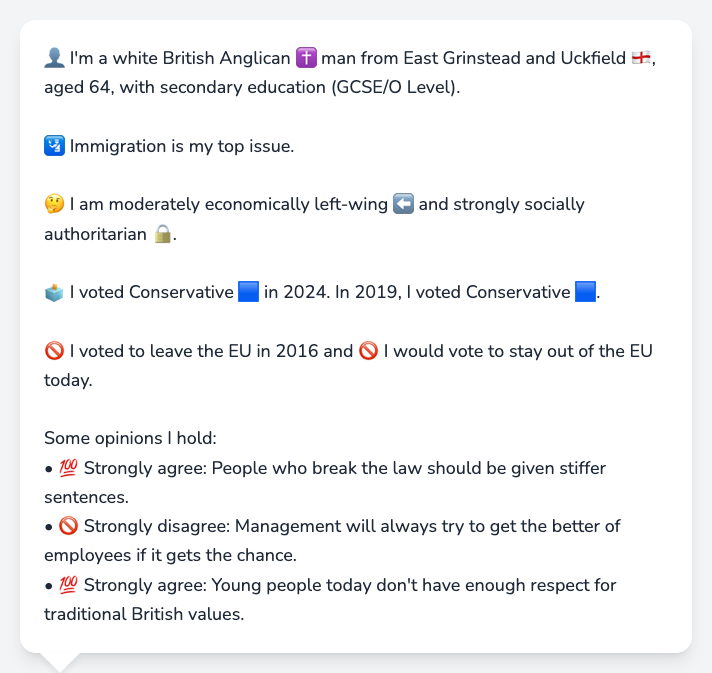 👤 I'm a white British Anglican ✝️ man from East Grinstead and Uckfield 🏴󠁧󠁢󠁥󠁮󠁧󠁿,
aged 64, with secondary education (GCSE/O Level).
🛂 Immigration is my top issue.
🤔 I am moderately economically left-wing ⬅️ and strongly socially
authoritarian 🔒.
🗳️ I voted Conservative 🟦 in 2024. In 2019, I voted Conservative 🟦.
🚫 I voted to leave the EU in 2016 and 🚫 I would vote to stay out of the EU
today.
Some opinions I hold:
• 💯 Strongly agree: People who break the law should be given stiffer
sentences.
• 🚫 Strongly disagree: Management will always try to get the better of
employees if it gets the chance.
• 💯 Strongly agree: Young people today don't have enough respect for
traditional British values.